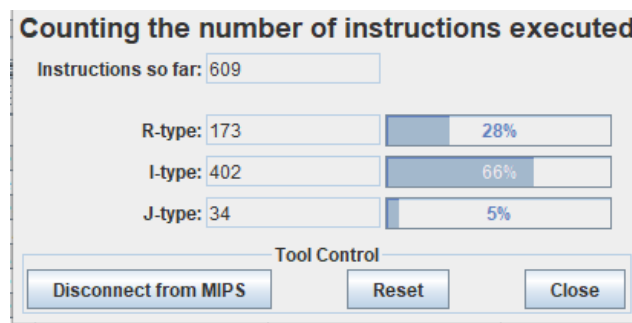 Counting the number of instructions executed
Instructions so far: 609
R-type: 173 28%
I-type: 402 66%
J-type: 34 5%
Tool Control
Disconnect from MIPS Reset Close